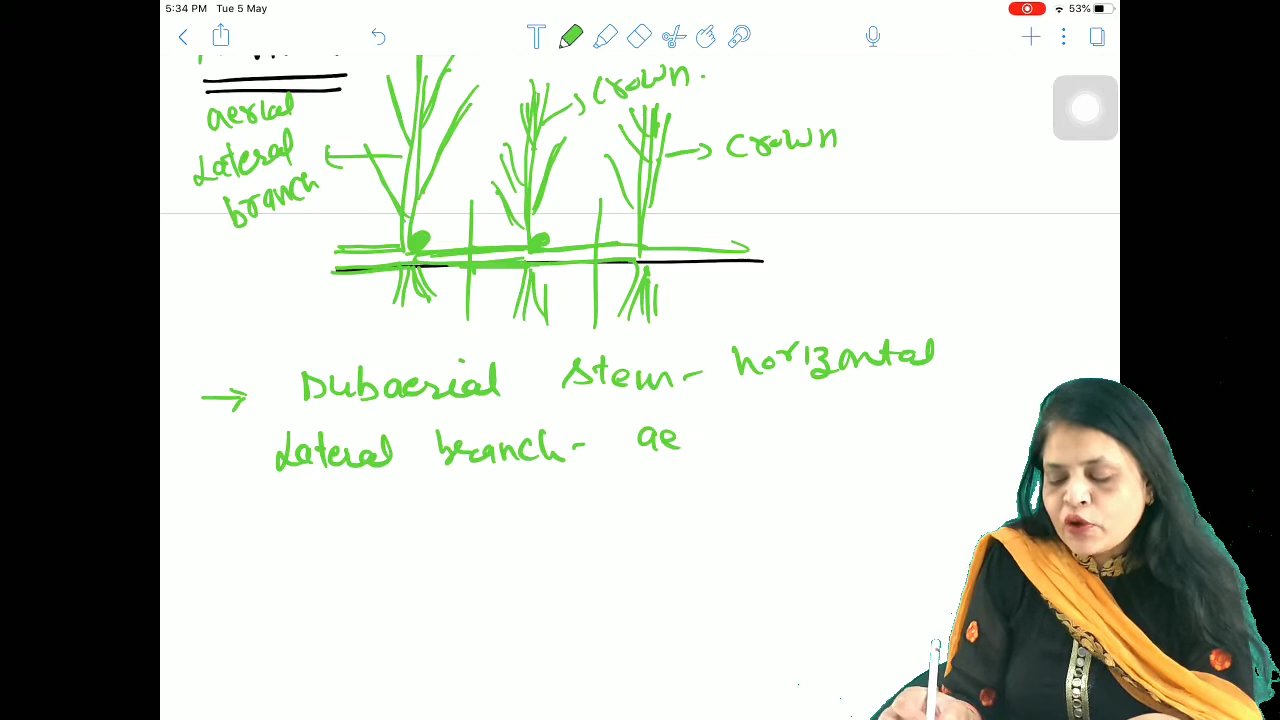 5:34 PM Tue 5 May
53%
T
crown.
aerial
Lateral
branch
crown
→ Subaerial stem - horizontal
Lateral branch - ae